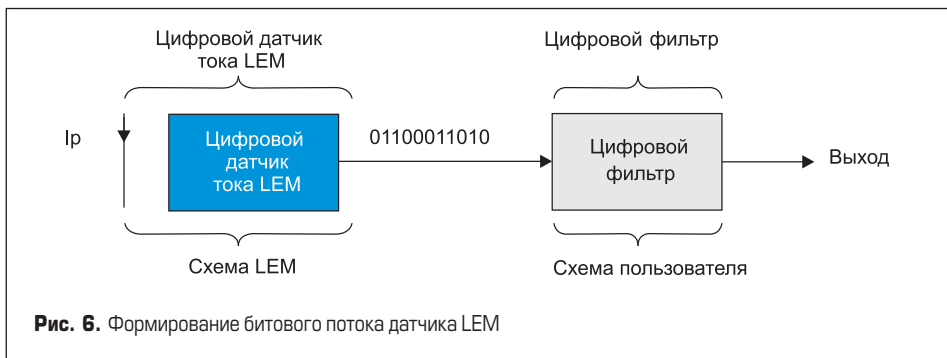 Цифровой датчик
тока LEM
Цифровой фильтр
Ip
Цифровой
датчик
тока LEM
01100011010
Цифровой
фильтр
Выход
Схема LEM
Схема пользователя
Рис. 6. Формирование битового потока датчика LEM